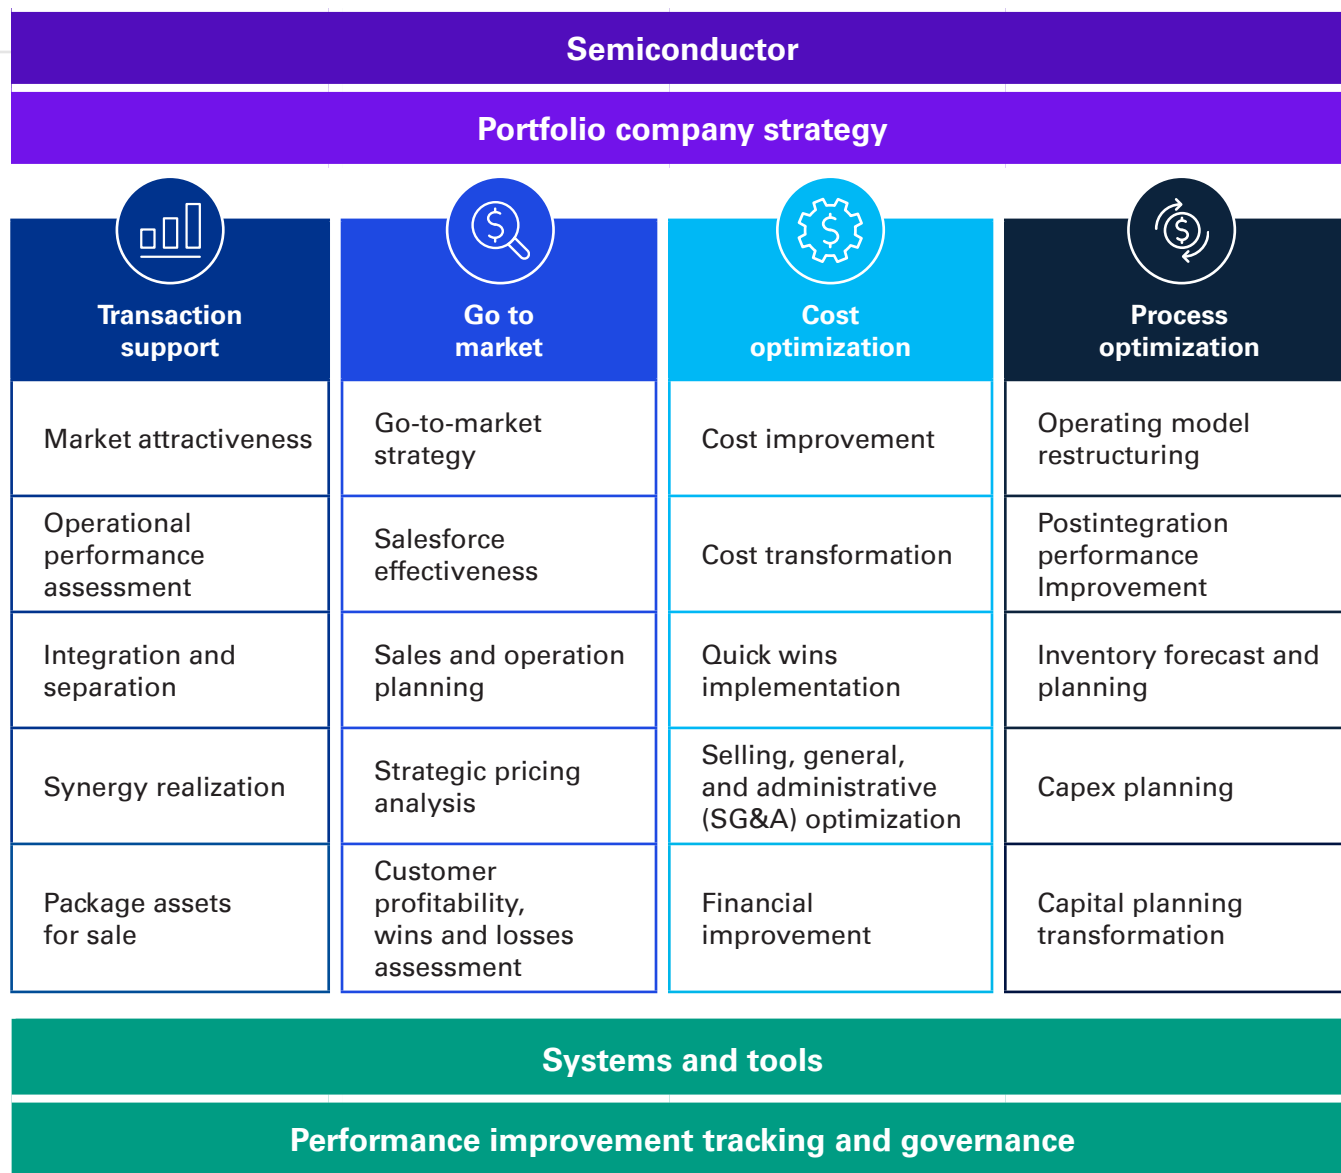 Semiconductor
Portfolio company strategy
Transaction
support
Market attractiveness
Operational
performance
assessment
Integration and
separation
Synergy realization
Package assets
for sale
Go to
market
Go-to-market
strategy
Salesforce
effectiveness
Sales and operation
planning
Strategic pricing
analysis
Customer
profitability,
wins and losses
assessment
Cost
optimization
Cost improvement
Cost transformation
Quick wins
implementation
Selling, general,
and administrative
(SG&A) optimization
Financial
improvement
Process
optimization
Operating model
restructuring
Postintegration
performance
Improvement
Inventory forecast and
planning
Capex planning
Capital planning
transformation
Systems and tools
Performance improvement tracking and governance